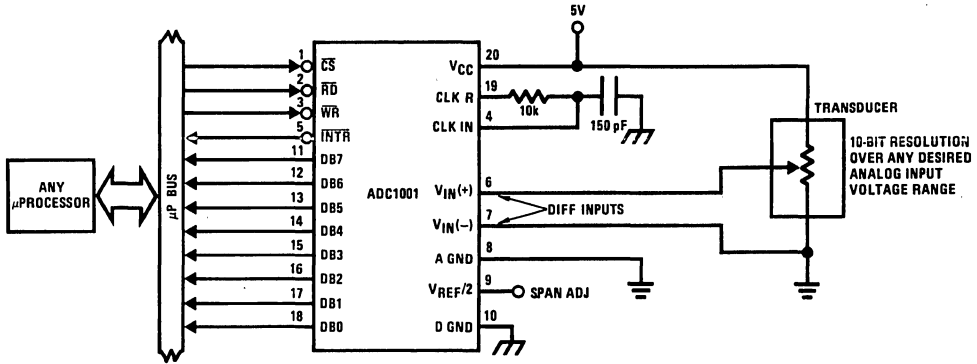 5V
1
CS
2
RD
3
WR
5
INTR
11
DB7
12
DB6
13
DB5
14
DB4
15
DB3
16
DB2
17
DB1
18
DB0
ANY
μPROCESSOR
μP BUS
ADC1001
20
VCC
19
CLK R
10k
4
CLK IN
150 pF
6
VIN(+)
DIFF INPUTS
7
VIN(−)
8
A GND
9
VREF/2
SPAN ADJ
10
D GND
TRANSDUCER
10-BIT RESOLUTION
OVER ANY DESIRED
ANALOG INPUT
VOLTAGE RANGE